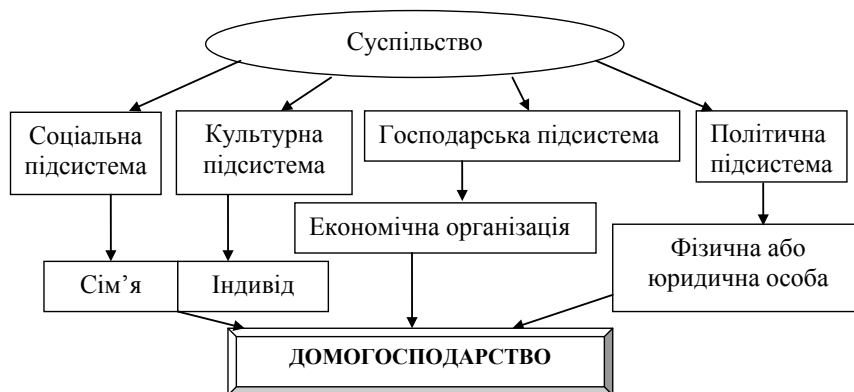 Суспільство
Соціальна
підсистема
Культурна
підсистема
Господарська підсистема
Політична
підсистема
Економічна організація
Фізична або
юридична особа
Сім’я
Індивід
ДОМОГОСПОДАРСТВО